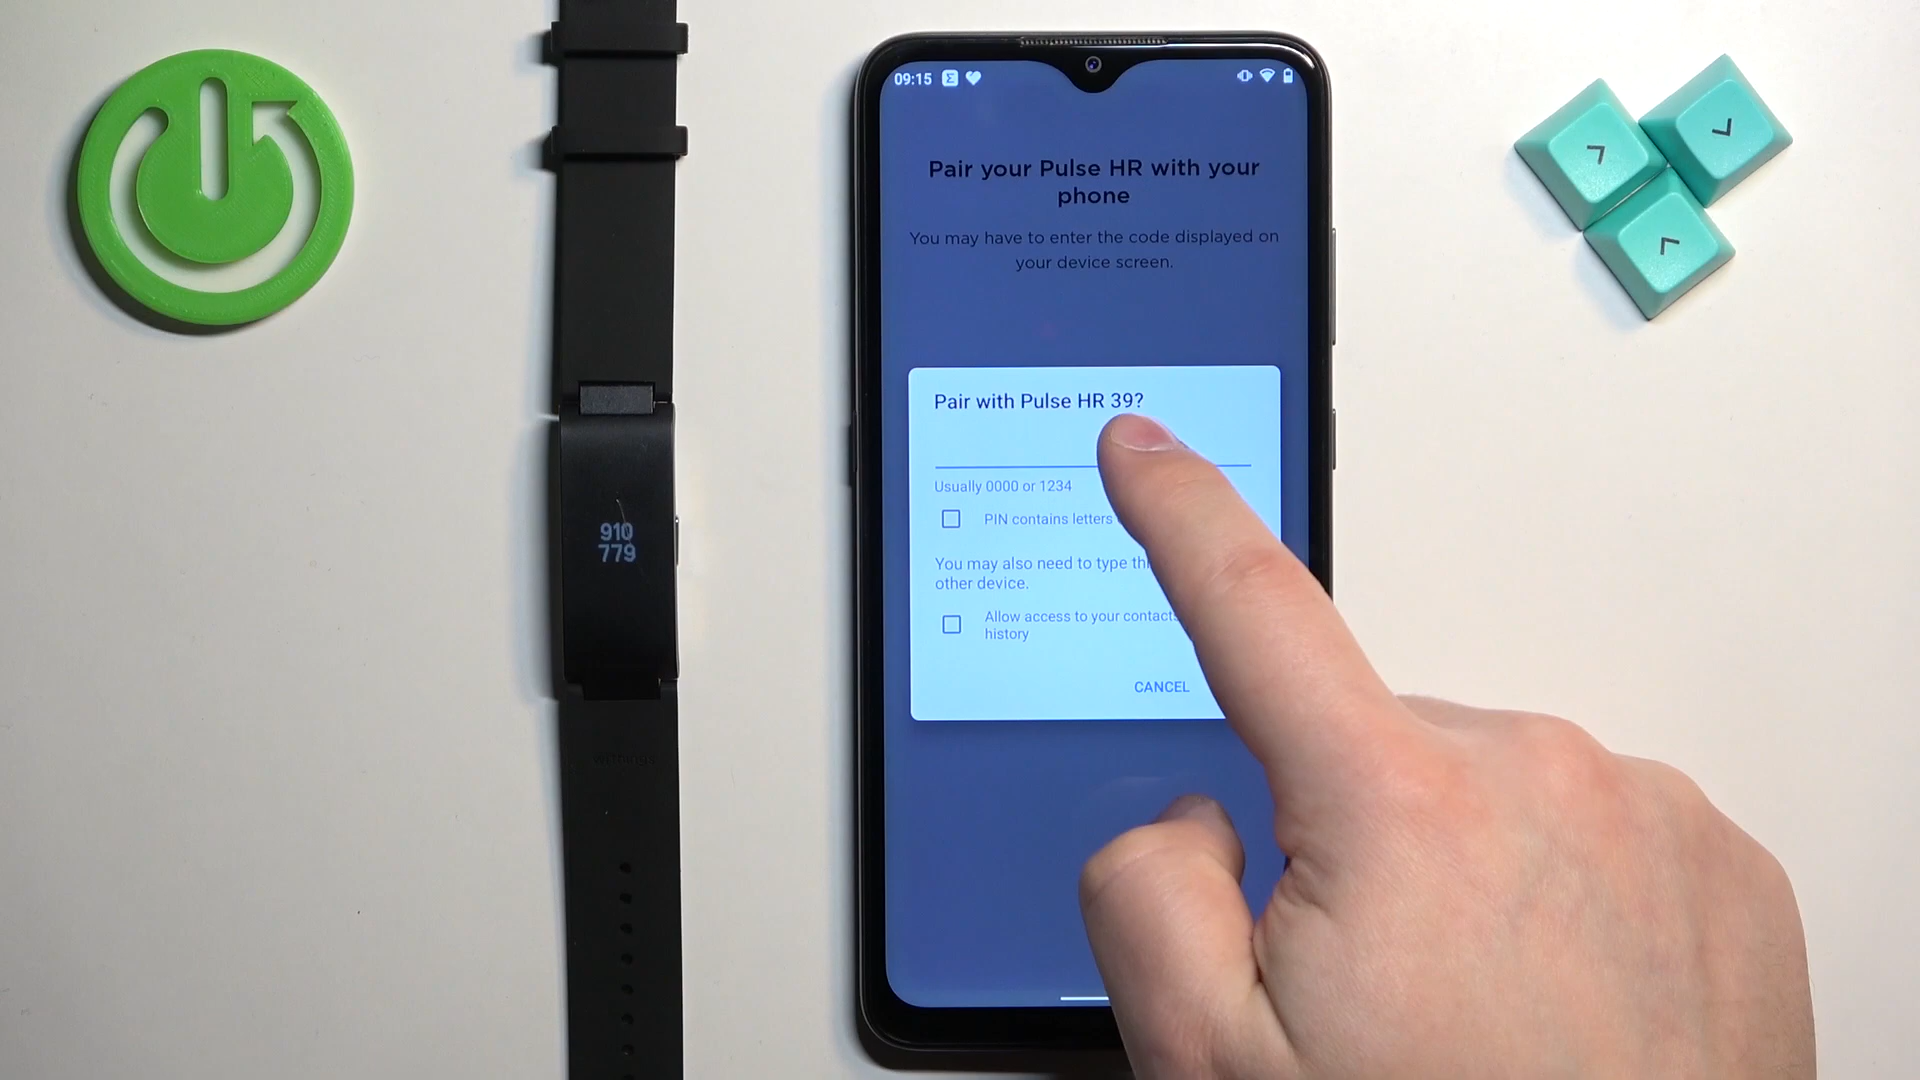 09:15
Pair your Pulse HR with your
phone
You may have to enter the code displayed on
your device screen.
Pair with Pulse HR 39?
Usually 0000 or 1234
PIN contains letters
You may also need to type
other device.
Allow access to your
history
CANCEL
910
779
withings